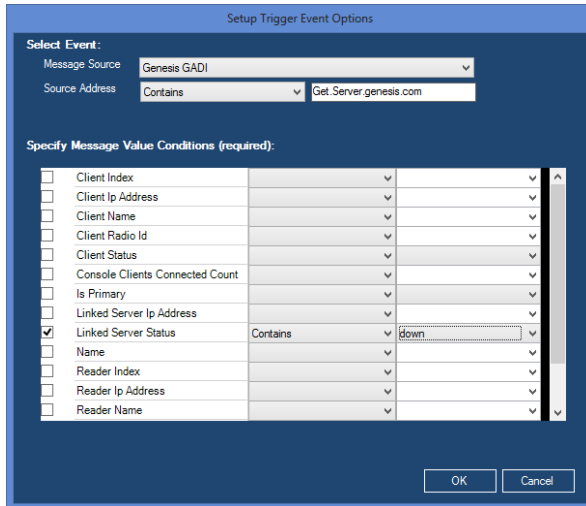 Setup Trigger Event Options
Select Event:
Message Source Genesis GADI
Source Address Contains Get.Server.genesis.com
Specify Message Value Conditions (required):
Client Index
Client Ip Address
Client Name
Client Radio Id
Client Status
Console Clients Connected Count
Is Primary
Linked Server Ip Address
Linked Server Status Contains down
Name
Reader Index
Reader Ip Address
Reader Name
OK Cancel